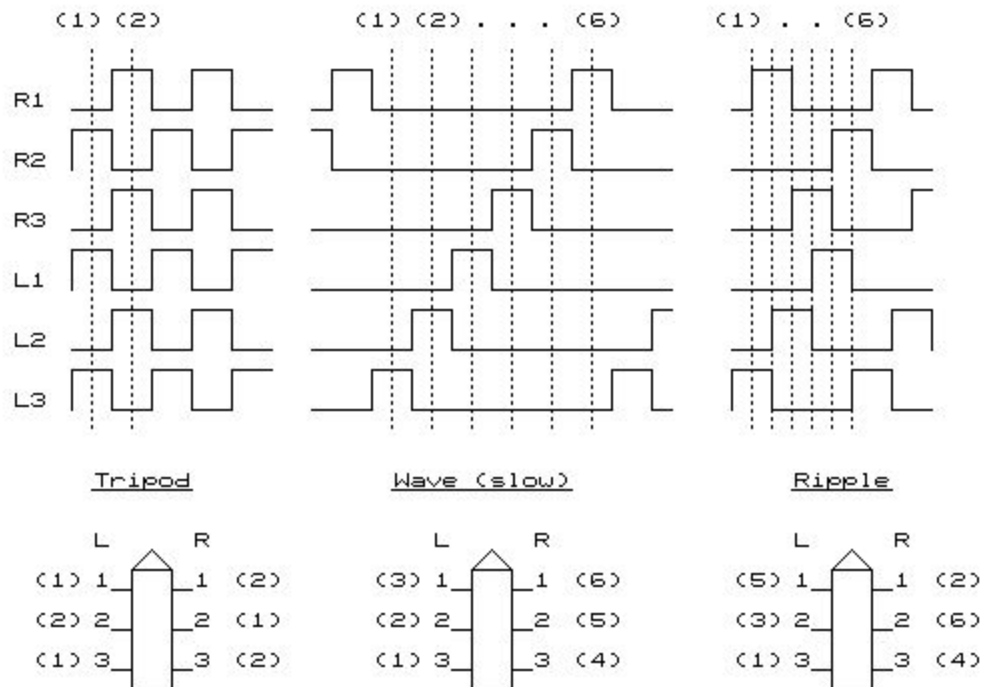 (1) (2) (1) (2) . . . (6) (1) . . (6)
R1
R2
R3
L1
L2
L3
Tripod Wave (slow) Ripple
L R L R L R
(1) 1 1 (2) (3) 1 1 (6) (5) 1 1 (2)
(2) 2 2 (1) (2) 2 2 (5) (3) 2 2 (6)
(1) 3 3 (2) (1) 3 3 (4) (1) 3 3 (4)